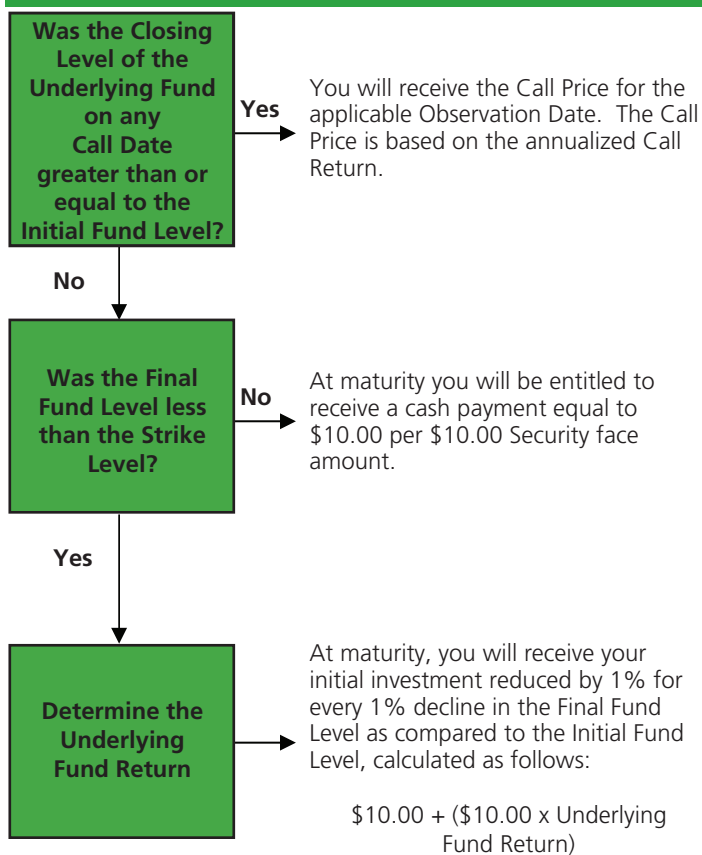 Was the Closing
Level of the
Underlying Fund
on any
Call Date
greater than or
equal to the
Initial Fund Level?
Yes
You will receive the Call Price for the
applicable Observation Date.  The Call
Price is based on the annualized Call
Return.
No
Was the Final
Fund Level less
than the Strike
Level?
No
At maturity you will be entitled to
receive a cash payment equal to
$10.00 per $10.00 Security face
amount.
Yes
Determine the
Underlying
Fund Return
At maturity, you will receive your
initial investment reduced by 1% for
every 1% decline in the Final Fund
Level as compared to the Initial Fund
Level, calculated as follows:
$10.00 + ($10.00 x Underlying
Fund Return)